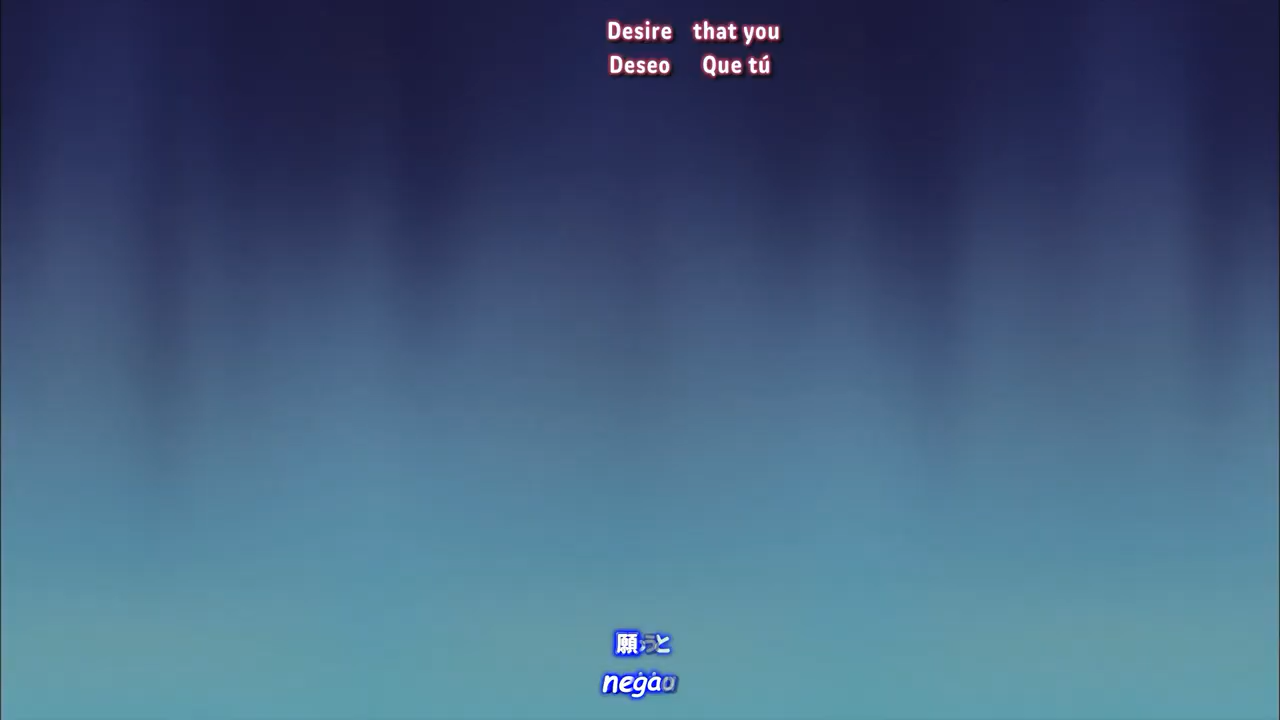 Desire that you
Deseo Que tú
願うと
negau